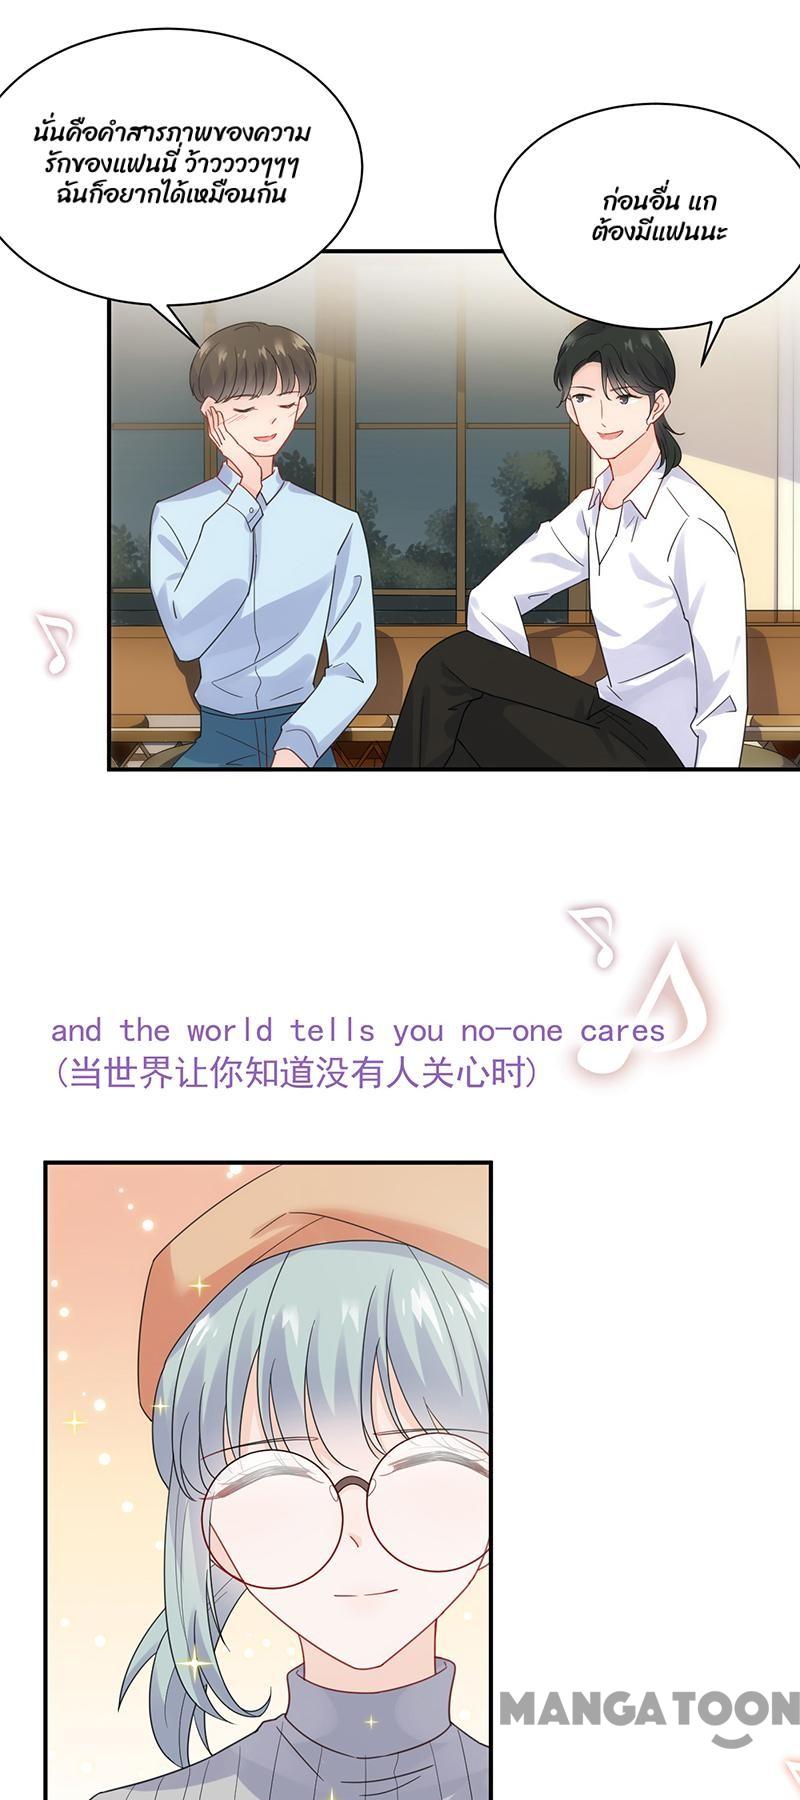 นั่นคือคำสารภาพของความ
รักของแฟนนี่ ว้าววววๆๆๆ
ฉันก็อยากได้เหมือนกัน
ก่อนอื่น แก
ต้องมีแฟนนะ
and the world tells you no-one cares
(当世界让你知道没有人关心时)
MANGATOON